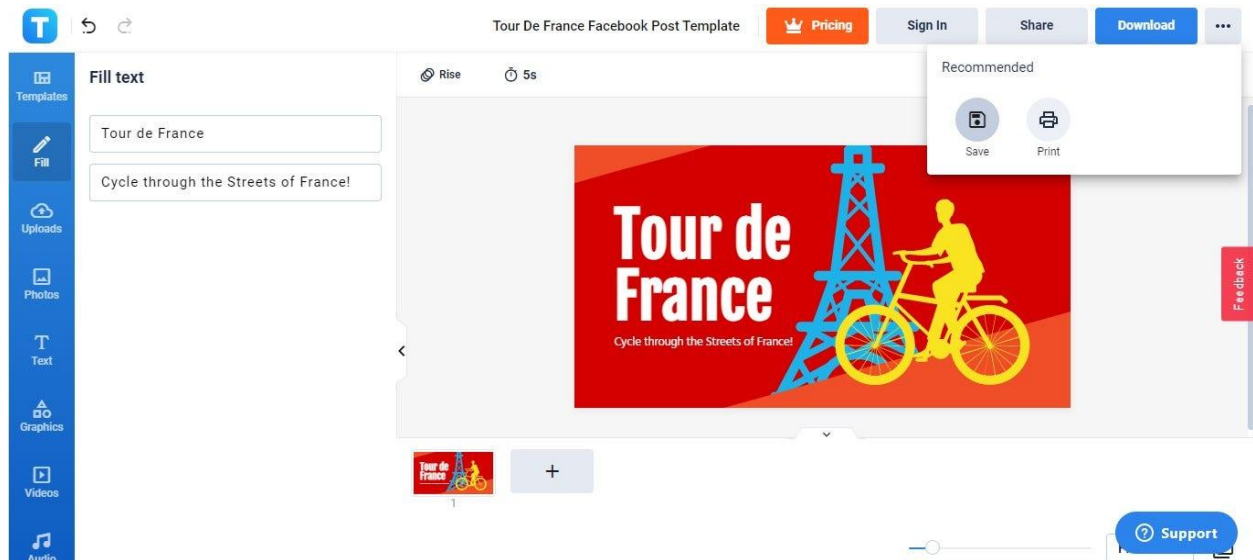 T
Tour De France Facebook Post Template
Pricing
Sign In
Share
Download
Templates
Fill
Uploads
Photos
Text
Graphics
Videos
Audio
Fill text
Tour de France
Cycle through the Streets of France!
Rise
5s
Recommended
Save
Print
Tour de
France
Cycle through the Streets of France!
Feedback
Tour de
France
1
+
Support